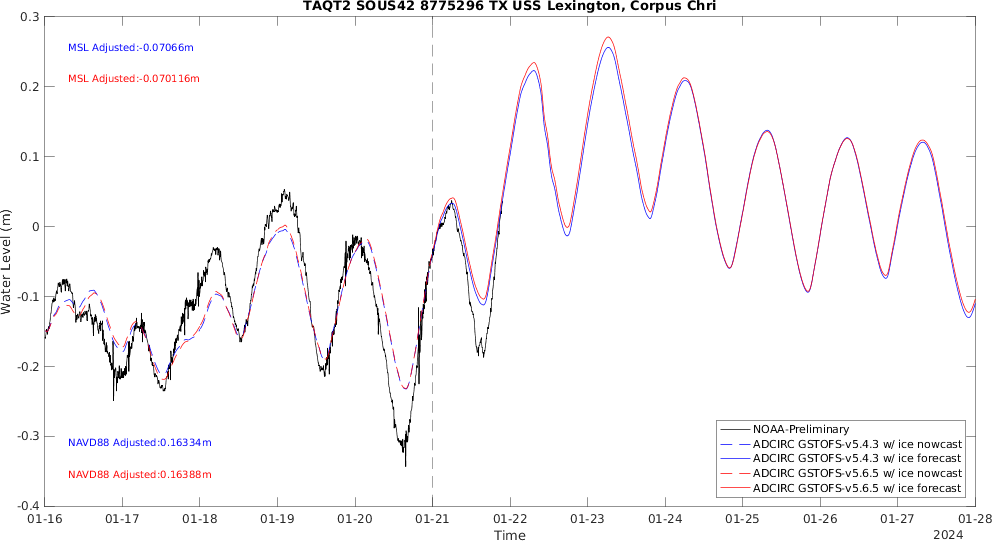 TAQT2 SOUS42 8775296 TX USS Lexington, Corpus Chri
MSL Adjusted:-0.07066m
MSL Adjusted:-0.070116m
NAVD88 Adjusted:0.16334m
NAVD88 Adjusted:0.16388m
Water Level (m)
0.3
0.2
0.1
0
-0.1
-0.2
-0.3
-0.4
NOAA-Preliminary
ADCIRC GSTOFS-v5.4.3 w/ ice nowcast
ADCIRC GSTOFS-v5.4.3 w/ ice forecast
ADCIRC GSTOFS-v5.6.5 w/ ice nowcast
ADCIRC GSTOFS-v5.6.5 w/ ice forecast
01-16 01-17 01-18 01-19 01-20 01-21 01-22 01-23 01-24 01-25 01-26 01-27 01-28
Time
2024